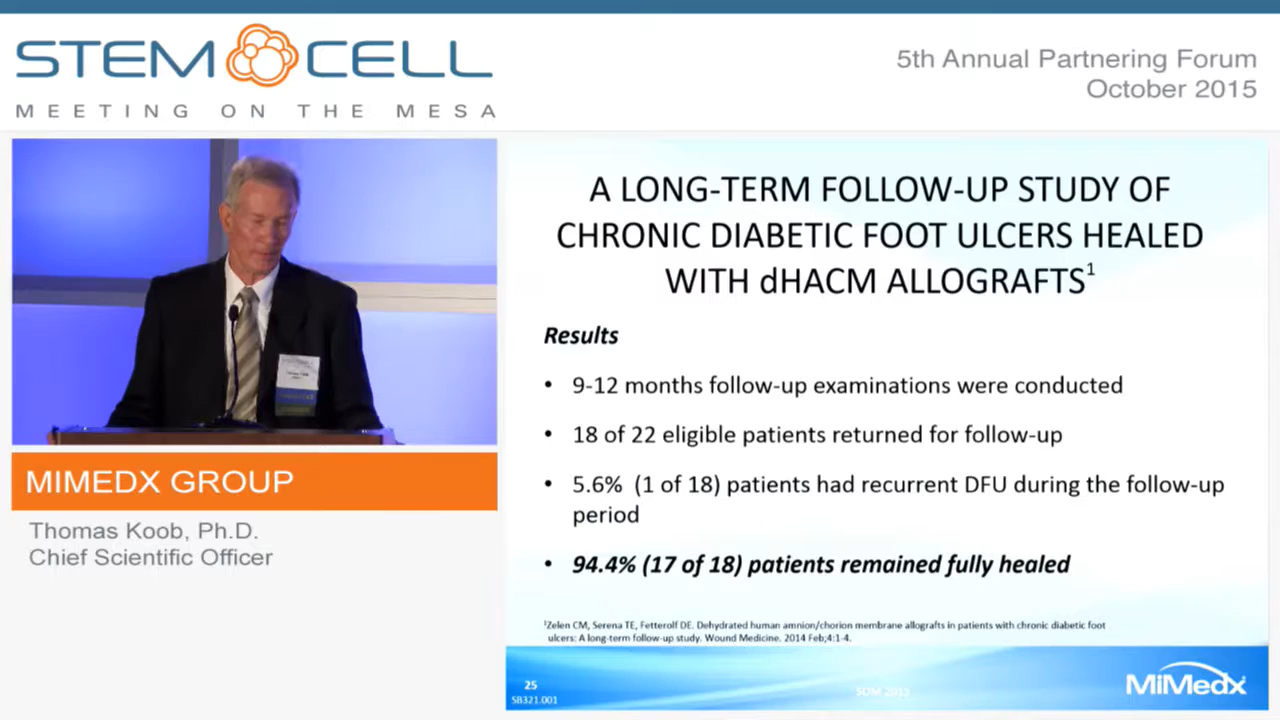 STEM CELL
MEETING ON THE MESA
5th Annual Partnering Forum
October 2015
MIMEDX GROUP
Thomas Koob, Ph.D.
Chief Scientific Officer
A LONG-TERM FOLLOW-UP STUDY OF
CHRONIC DIABETIC FOOT ULCERS HEALED
WITH dHACM ALLOGRAFTS¹
Results
• 9-12 months follow-up examinations were conducted
• 18 of 22 eligible patients returned for follow-up
• 5.6% (1 of 18) patients had recurrent DFU during the follow-up
period
• 94.4% (17 of 18) patients remained fully healed
¹Zelen CM, Serena TE, Fetterolf DE. Dehydrated human amnion/chorion membrane allografts in patients with chronic diabetic foot
ulcers: A long-term follow-up study. Wound Medicine. 2014 Feb;4:1-4.
25
SB321.001
MiMedx